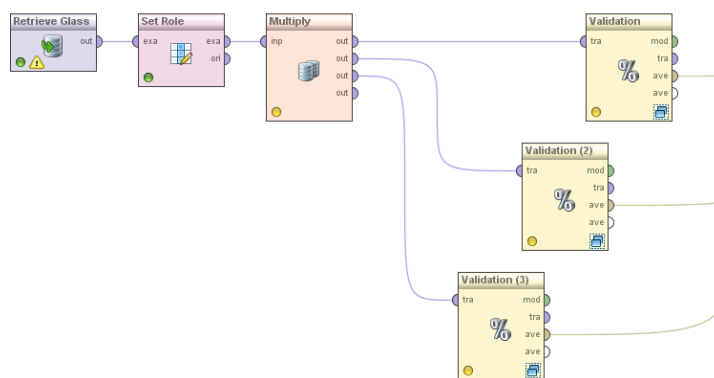 Retrieve Glass
out
Set Role
exa
exa
ori
Multiply
inp
out
out
out
out
Validation
tra
mod
tra
ave
ave
%
Validation (2)
tra
mod
tra
ave
ave
%
Validation (3)
tra
mod
tra
ave
ave
%